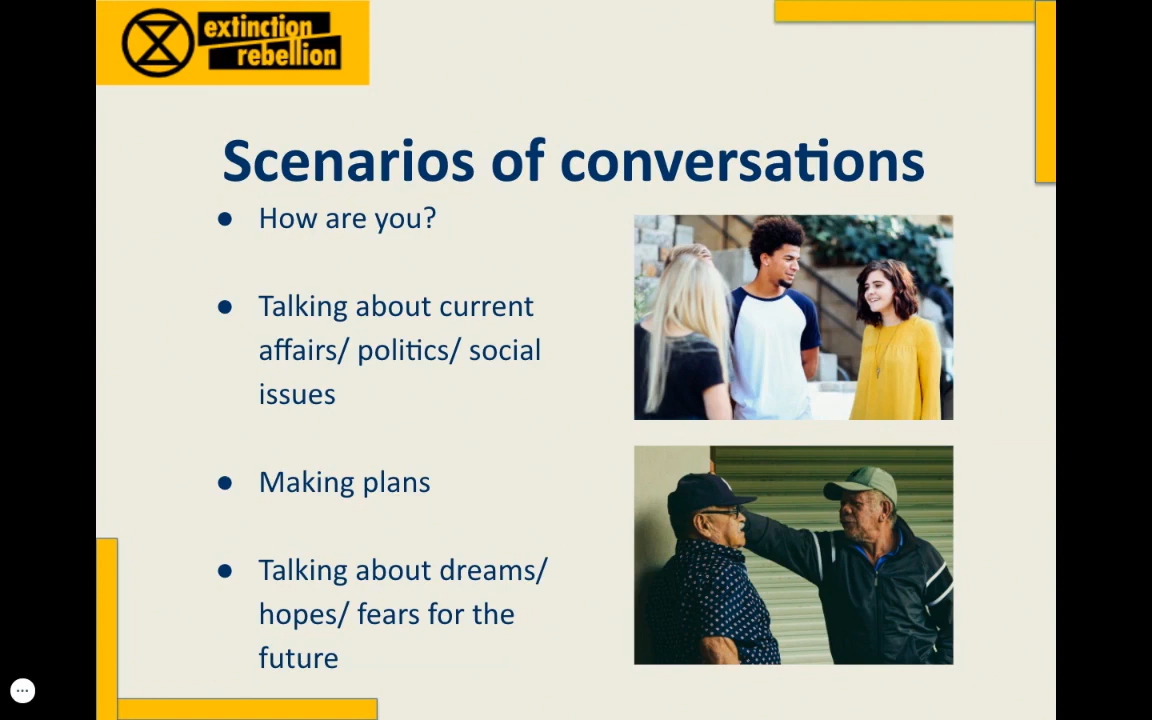 extinction
rebellion
Scenarios of conversations
● How are you?
● Talking about current
affairs/ politics/ social
issues
● Making plans
● Talking about dreams/
hopes/ fears for the
future